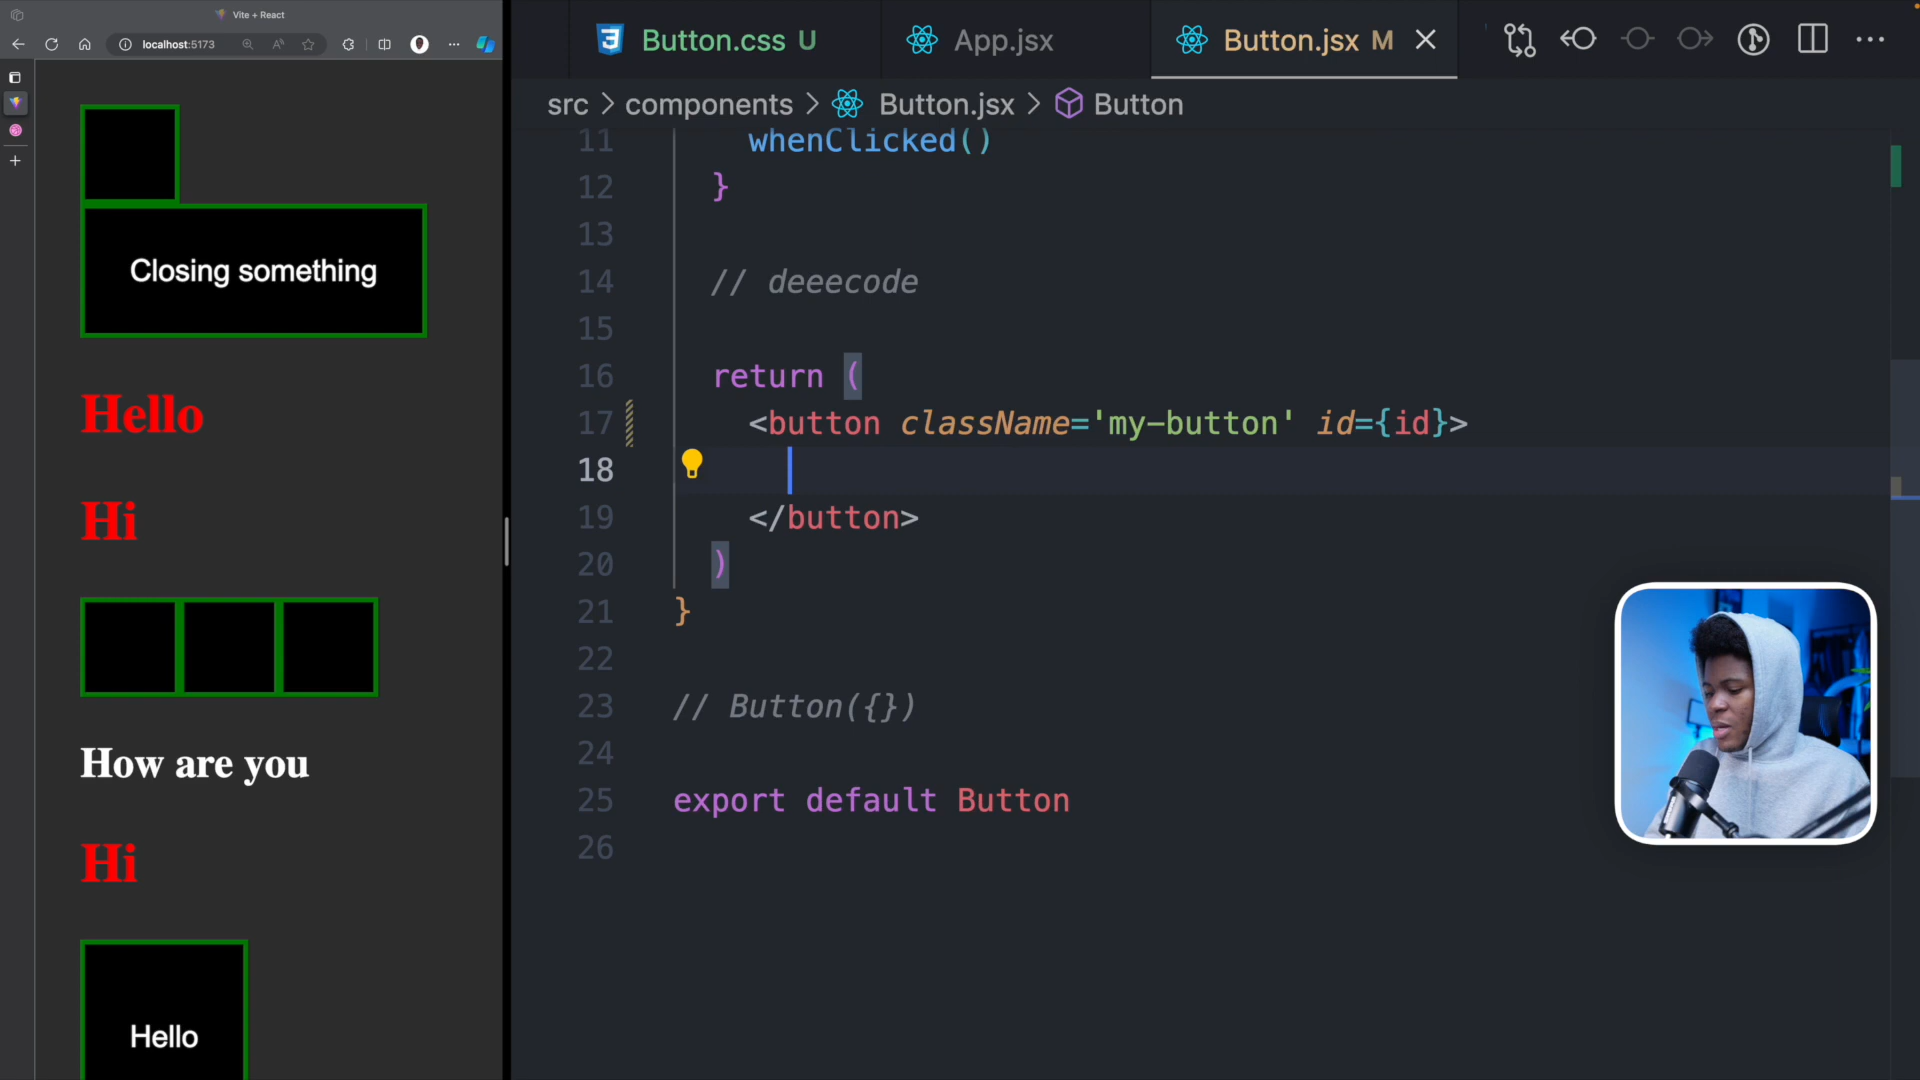 Vite + React
localhost:5173
Closing something
Hello
Hi
How are you
Hi
Hello
Button.css U
App.jsx
Button.jsx M
src > components > Button.jsx > Button
11 whenClicked()
12 }
13
14 // deeecode
15
16 return (
17 <button className='my-button' id={id}>
18
19 </button>
20 )
21 }
22
23 // Button({})
24
25 export default Button
26